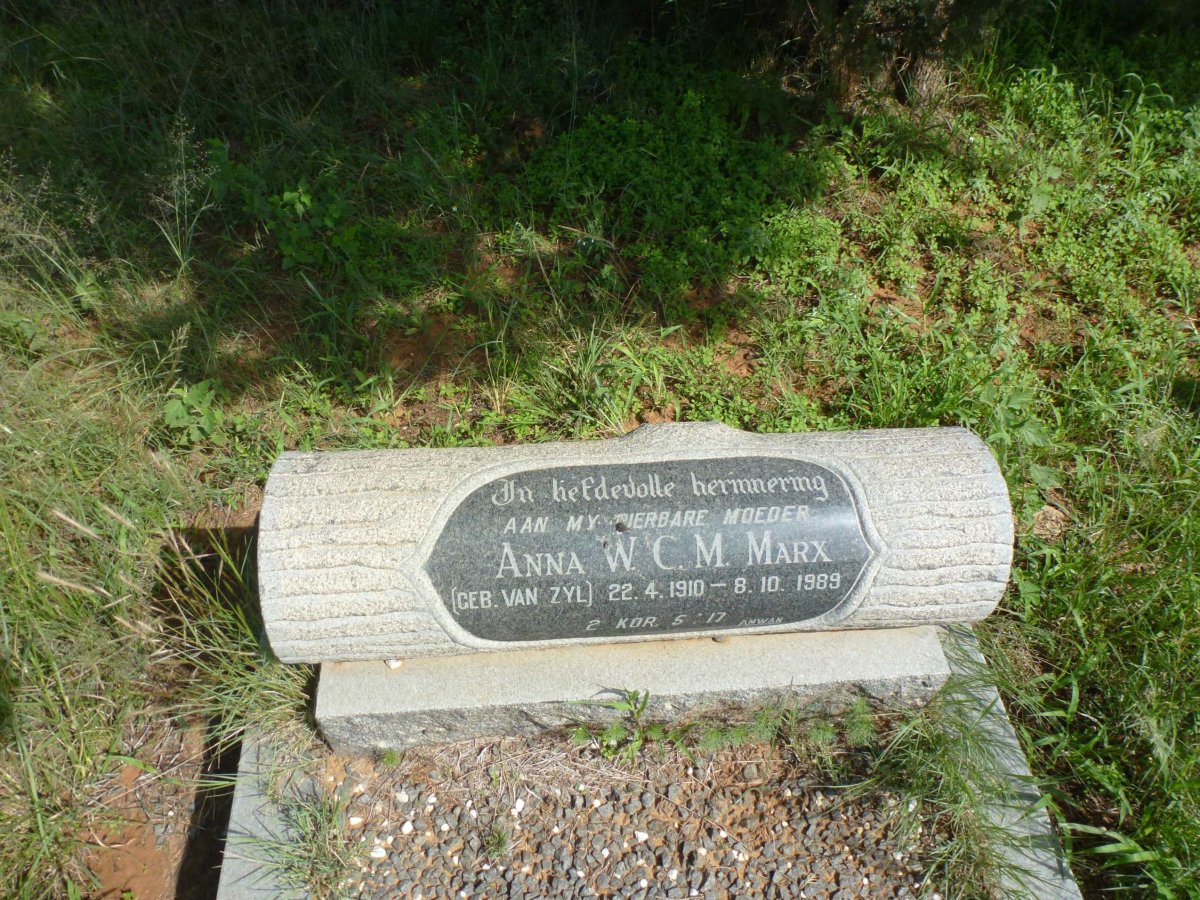 In liefdevolle herinnering
AAN MY DIERBARE MOEDER
ANNA W. C. M. MARX
(GEB. VAN ZYL) 22.4.1910 – 8.10.1989
2 KOR. 5:17 AMWAN